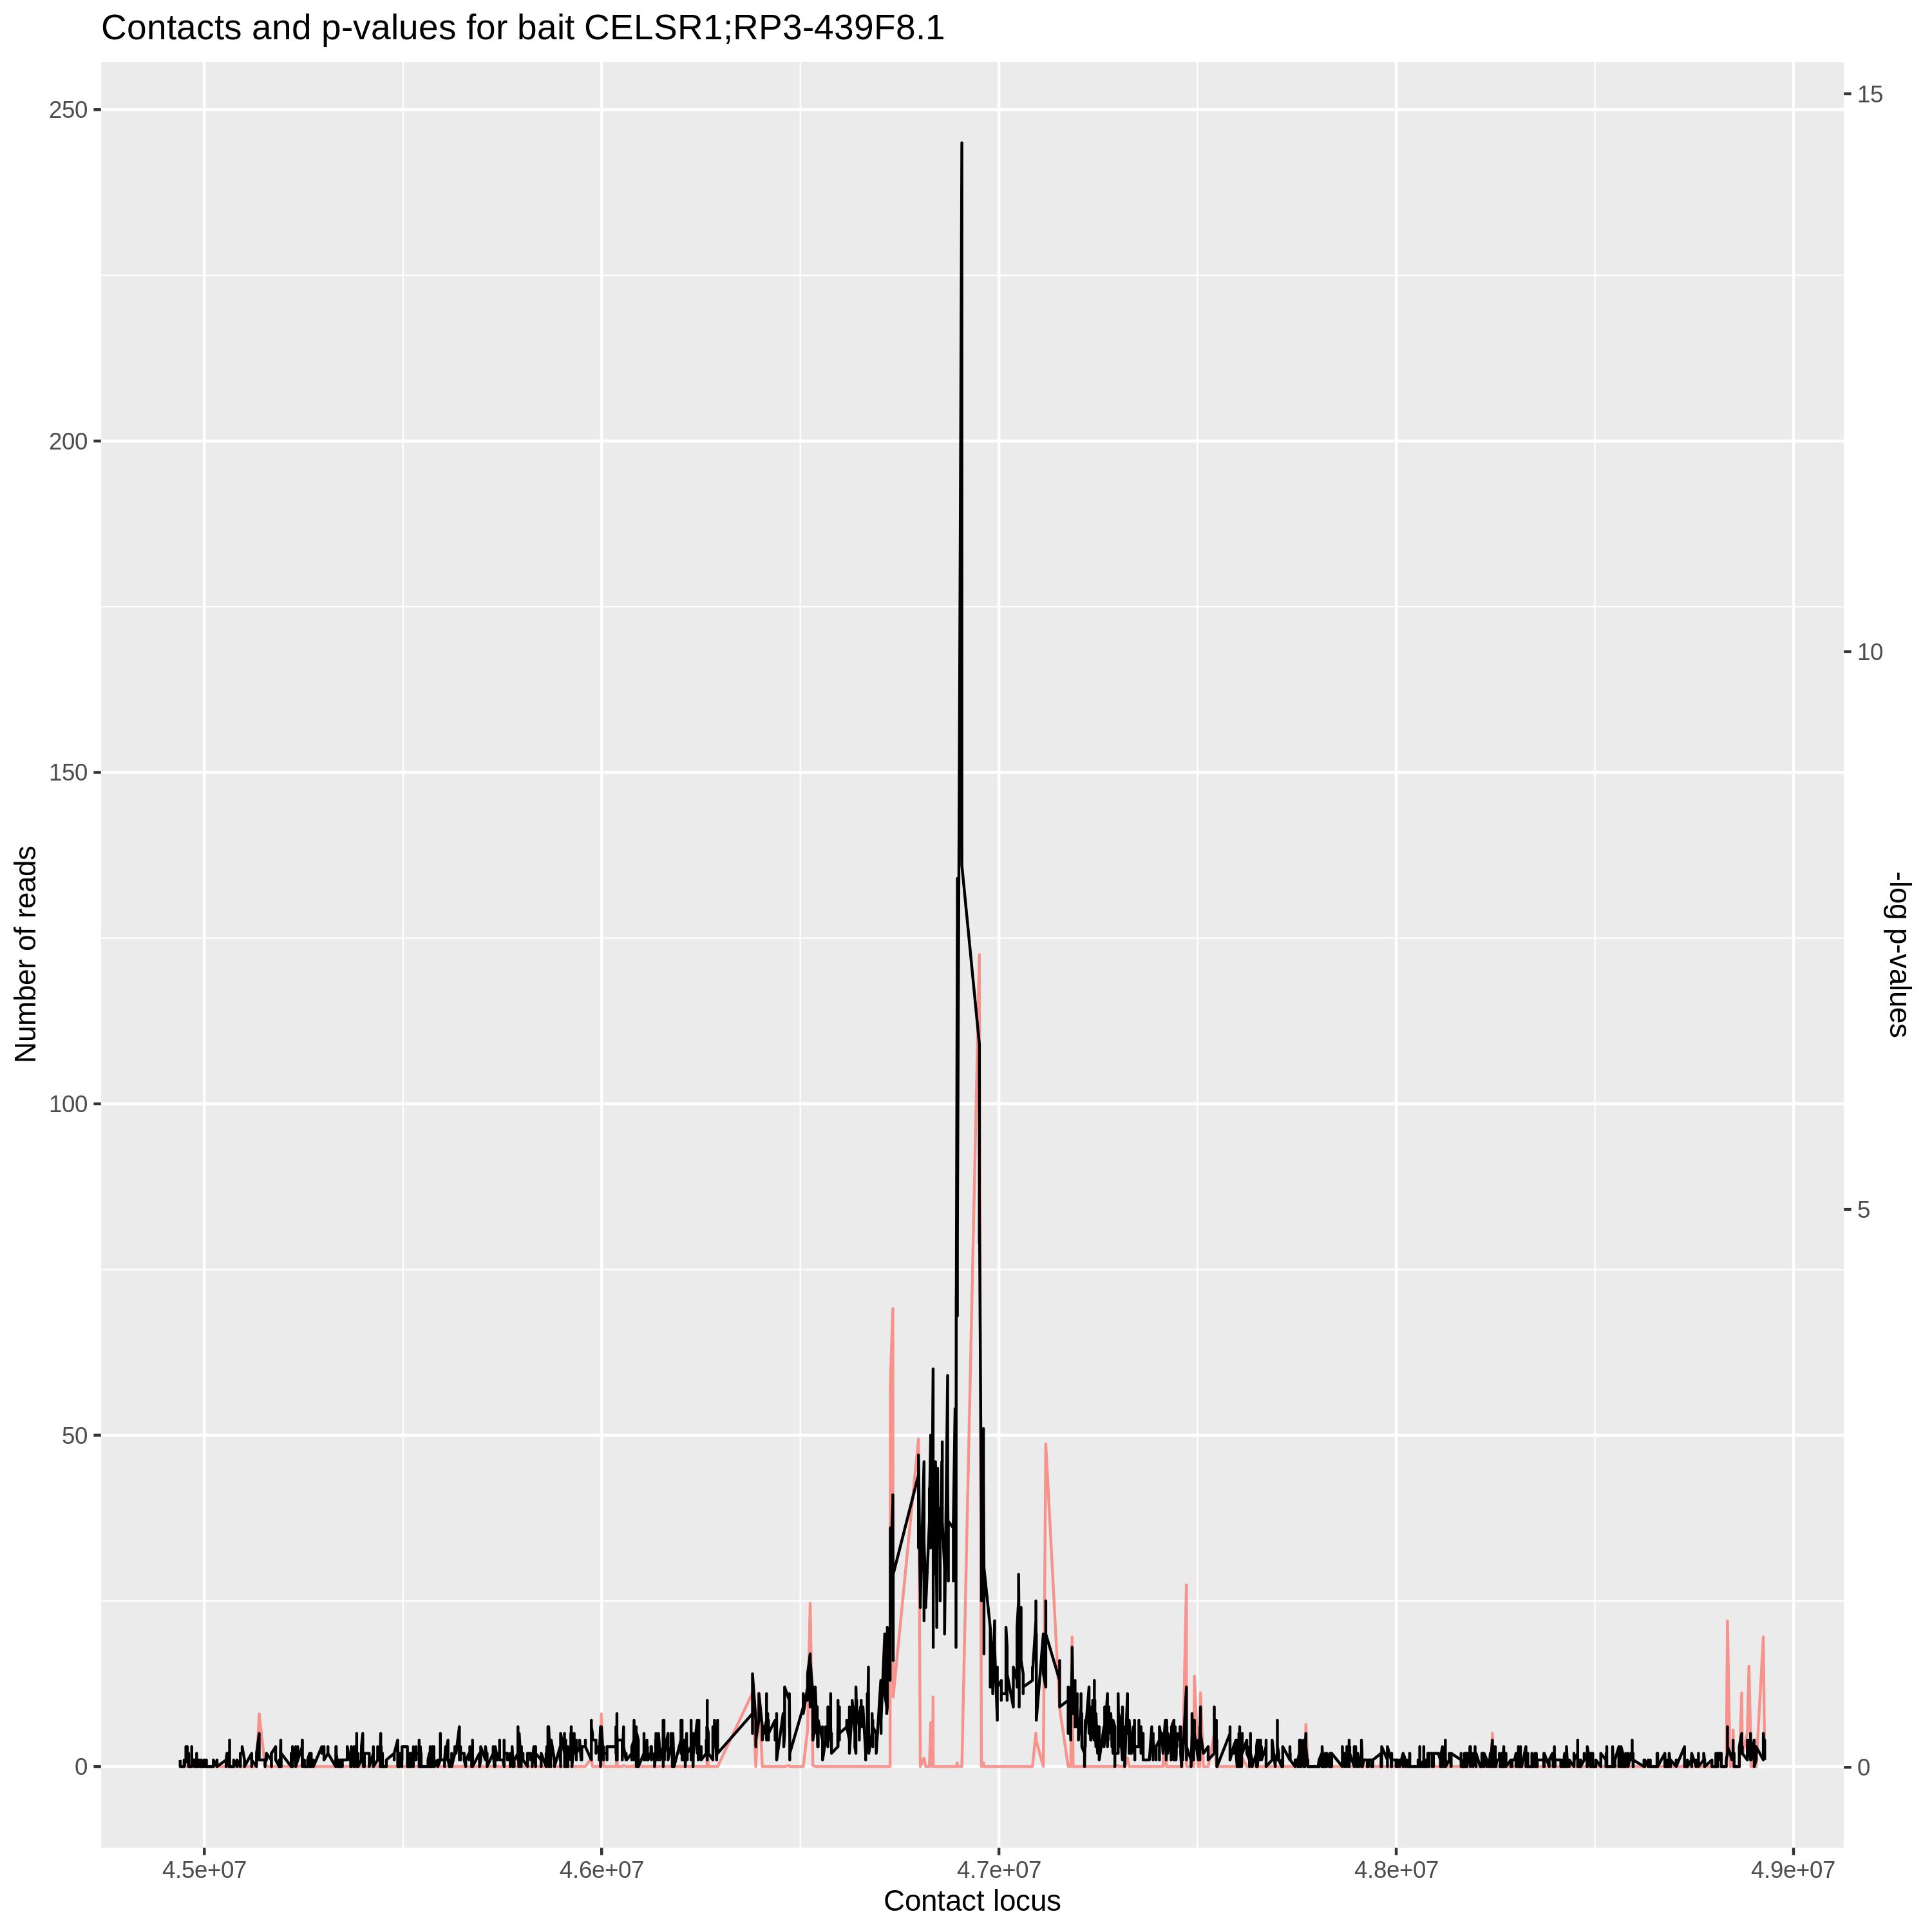 Contacts and p-values for bait CELSR1;RP3-439F8.1
250
200
150
100
50
0
Number of reads
15
10
5
0
-log p-values
4.5e+07
4.6e+07
4.7e+07
4.8e+07
4.9e+07
Contact locus